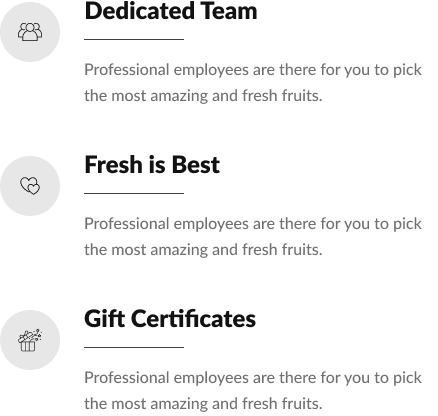 Dedicated Team
Professional employees are there for you to pick
the most amazing and fresh fruits.
Fresh is Best
Professional employees are there for you to pick
the most amazing and fresh fruits.
Gift Certificates
Professional employees are there for you to pick
the most amazing and fresh fruits.